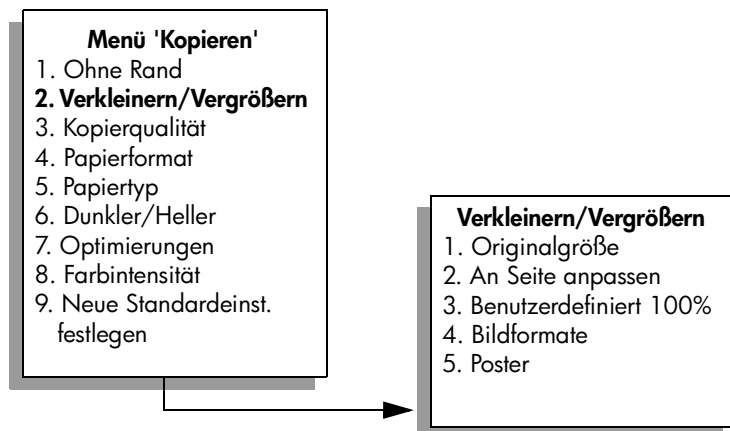 Menü 'Kopieren'
1. Ohne Rand
2. Verkleinern/Vergrößern
3. Kopierqualität
4. Papierformat
5. Papiertyp
6. Dunkler/Heller
7. Optimierungen
8. Farbintensität
9. Neue Standardeinst.
festlegen
Verkleinern/Vergrößern
1. Originalgröße
2. An Seite anpassen
3. Benutzerdefiniert 100%
4. Bildformate
5. Poster